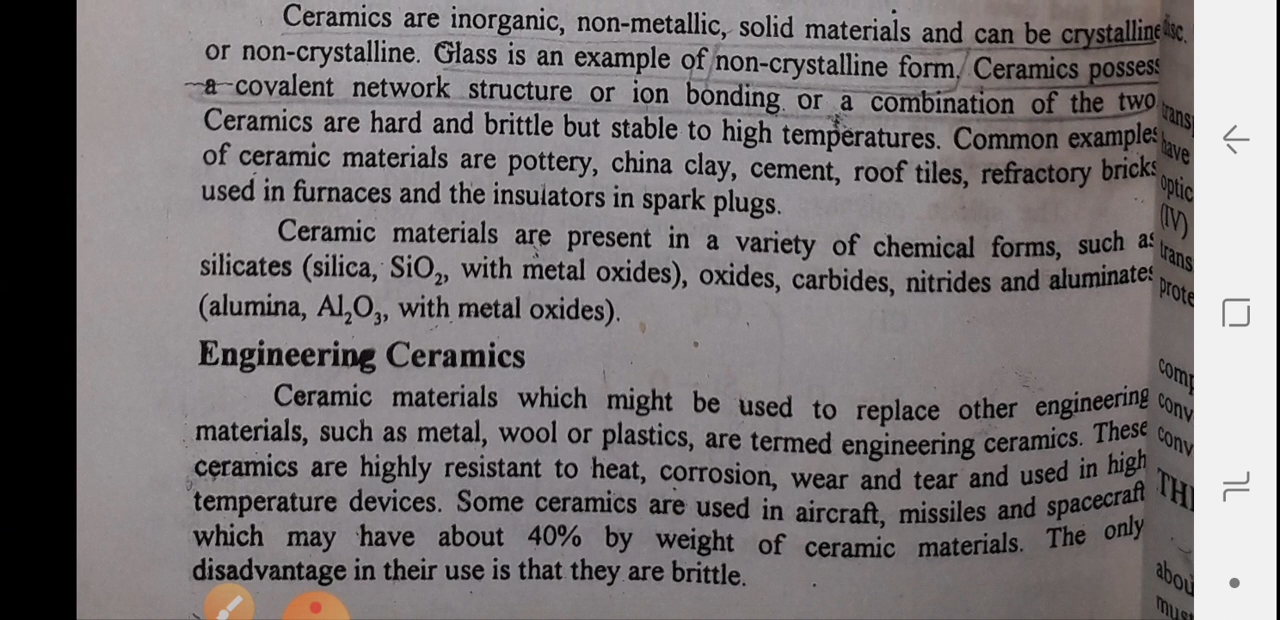 Ceramics are inorganic, non-metallic, solid materials and can be crystalline
or non-crystalline. Glass is an example of non-crystalline form. Ceramics possess
a covalent network structure or ion bonding or a combination of the two
Ceramics are hard and brittle but stable to high temperatures. Common examples
of ceramic materials are pottery, china clay, cement, roof tiles, refractory bricks
used in furnaces and the insulators in spark plugs.
Ceramic materials are present in a variety of chemical forms, such as
silicates (silica, SiO₂, with metal oxides), oxides, carbides, nitrides and aluminates
(alumina, Al₂O₃, with metal oxides).
Engineering Ceramics
Ceramic materials which might be used to replace other engineering
materials, such as metal, wool or plastics, are termed engineering ceramics. These
ceramics are highly resistant to heat, corrosion, wear and tear and used in high
temperature devices. Some ceramics are used in aircraft, missiles and spacecraft
which may have about 40% by weight of ceramic materials. The only
disadvantage in their use is that they are brittle.
disc.
have
(IV)